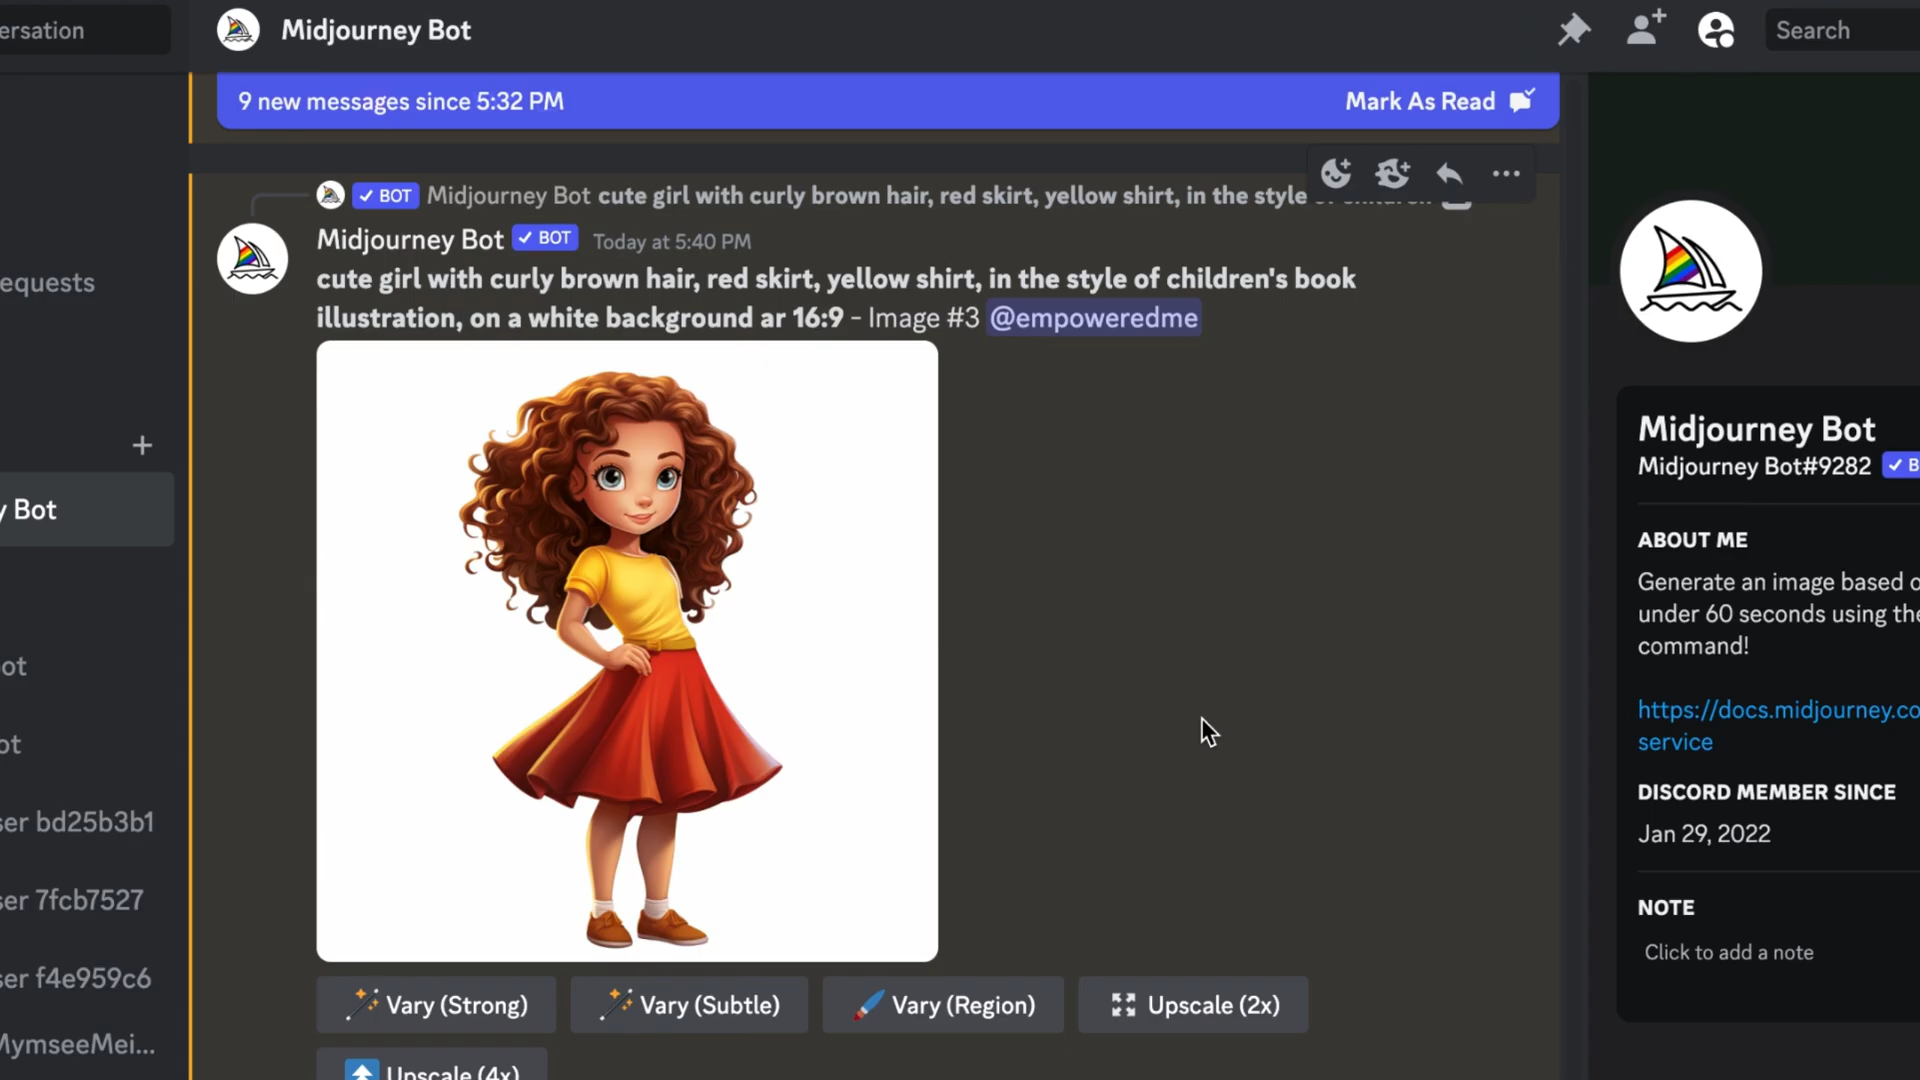 ersation
Midjourney Bot
Search
9 new messages since 5:32 PM
Mark As Read
BOT Midjourney Bot cute girl with curly brown hair, red skirt, yellow shirt, in the style of children
Midjourney Bot BOT Today at 5:40 PM
cute girl with curly brown hair, red skirt, yellow shirt, in the style of children's book
illustration, on a white background ar 16:9 - Image #3 @empoweredme
equests
+
y Bot
ot
ot
ser bd25b3b1
ser 7fcb7527
ser f4e959c6
MymseeMei...
Vary (Strong)
Vary (Subtle)
Vary (Region)
Upscale (2x)
Upscale (4x)
Midjourney Bot
Midjourney Bot#9282 B
ABOUT ME
Generate an image based o
under 60 seconds using the
command!
https://docs.midjourney.co
service
DISCORD MEMBER SINCE
Jan 29, 2022
NOTE
Click to add a note